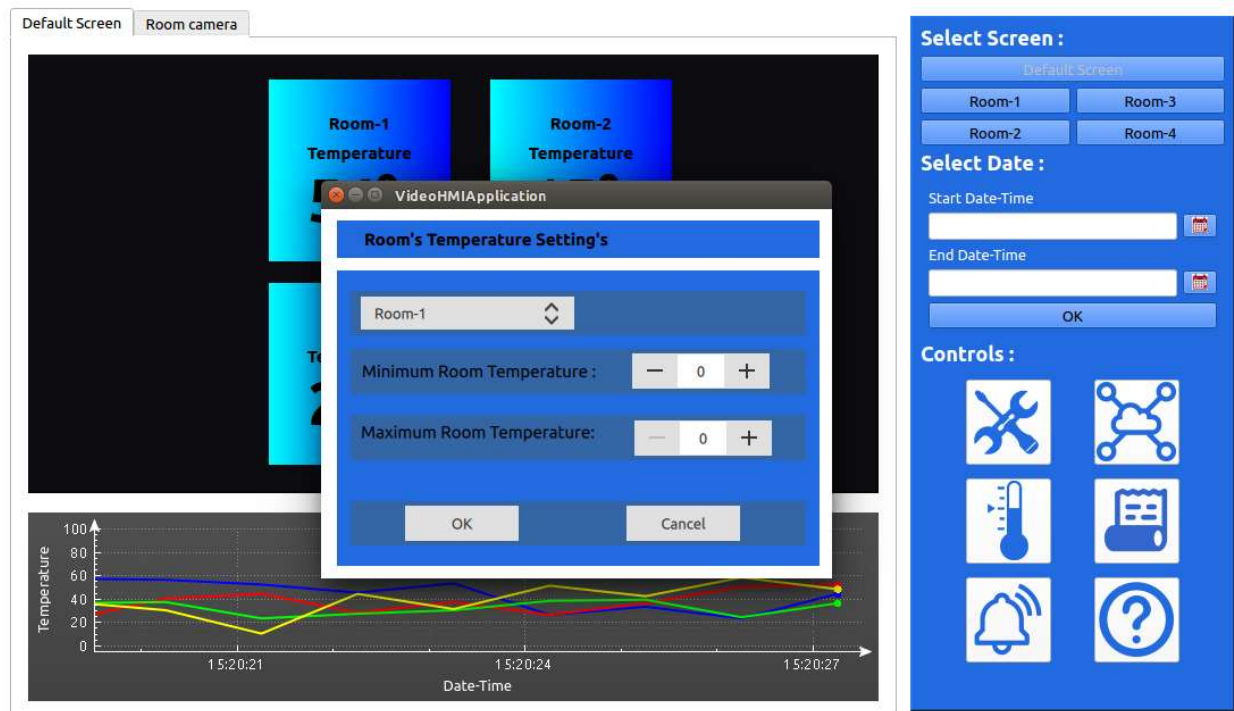 Default Screen
Room camera
Room-1
Temperature
Room-2
Temperature
VideoHMIApplication
Room's Temperature Setting's
Room-1
Minimum Room Temperature :
0
Maximum Room Temperature:
0
OK
Cancel
Temperature
100
80
60
40
20
0
15:20:21
15:20:24
15:20:27
Date-Time
Select Screen :
Default Screen
Room-1
Room-3
Room-2
Room-4
Select Date :
Start Date-Time
End Date-Time
OK
Controls :
?